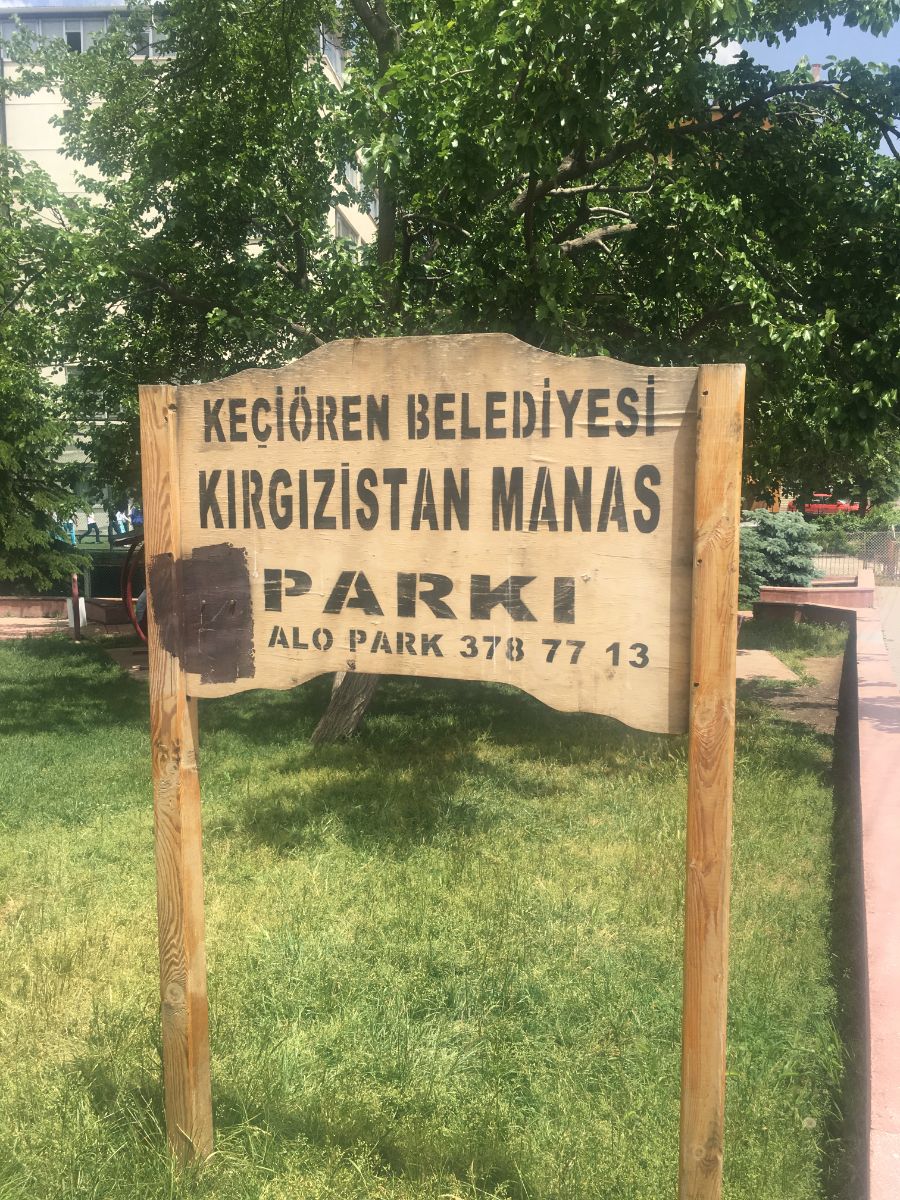 KEÇİÖREN BELEDİYESİ
KIRGIZİSTAN MANAS
PARKI
ALO PARK 378 77 13